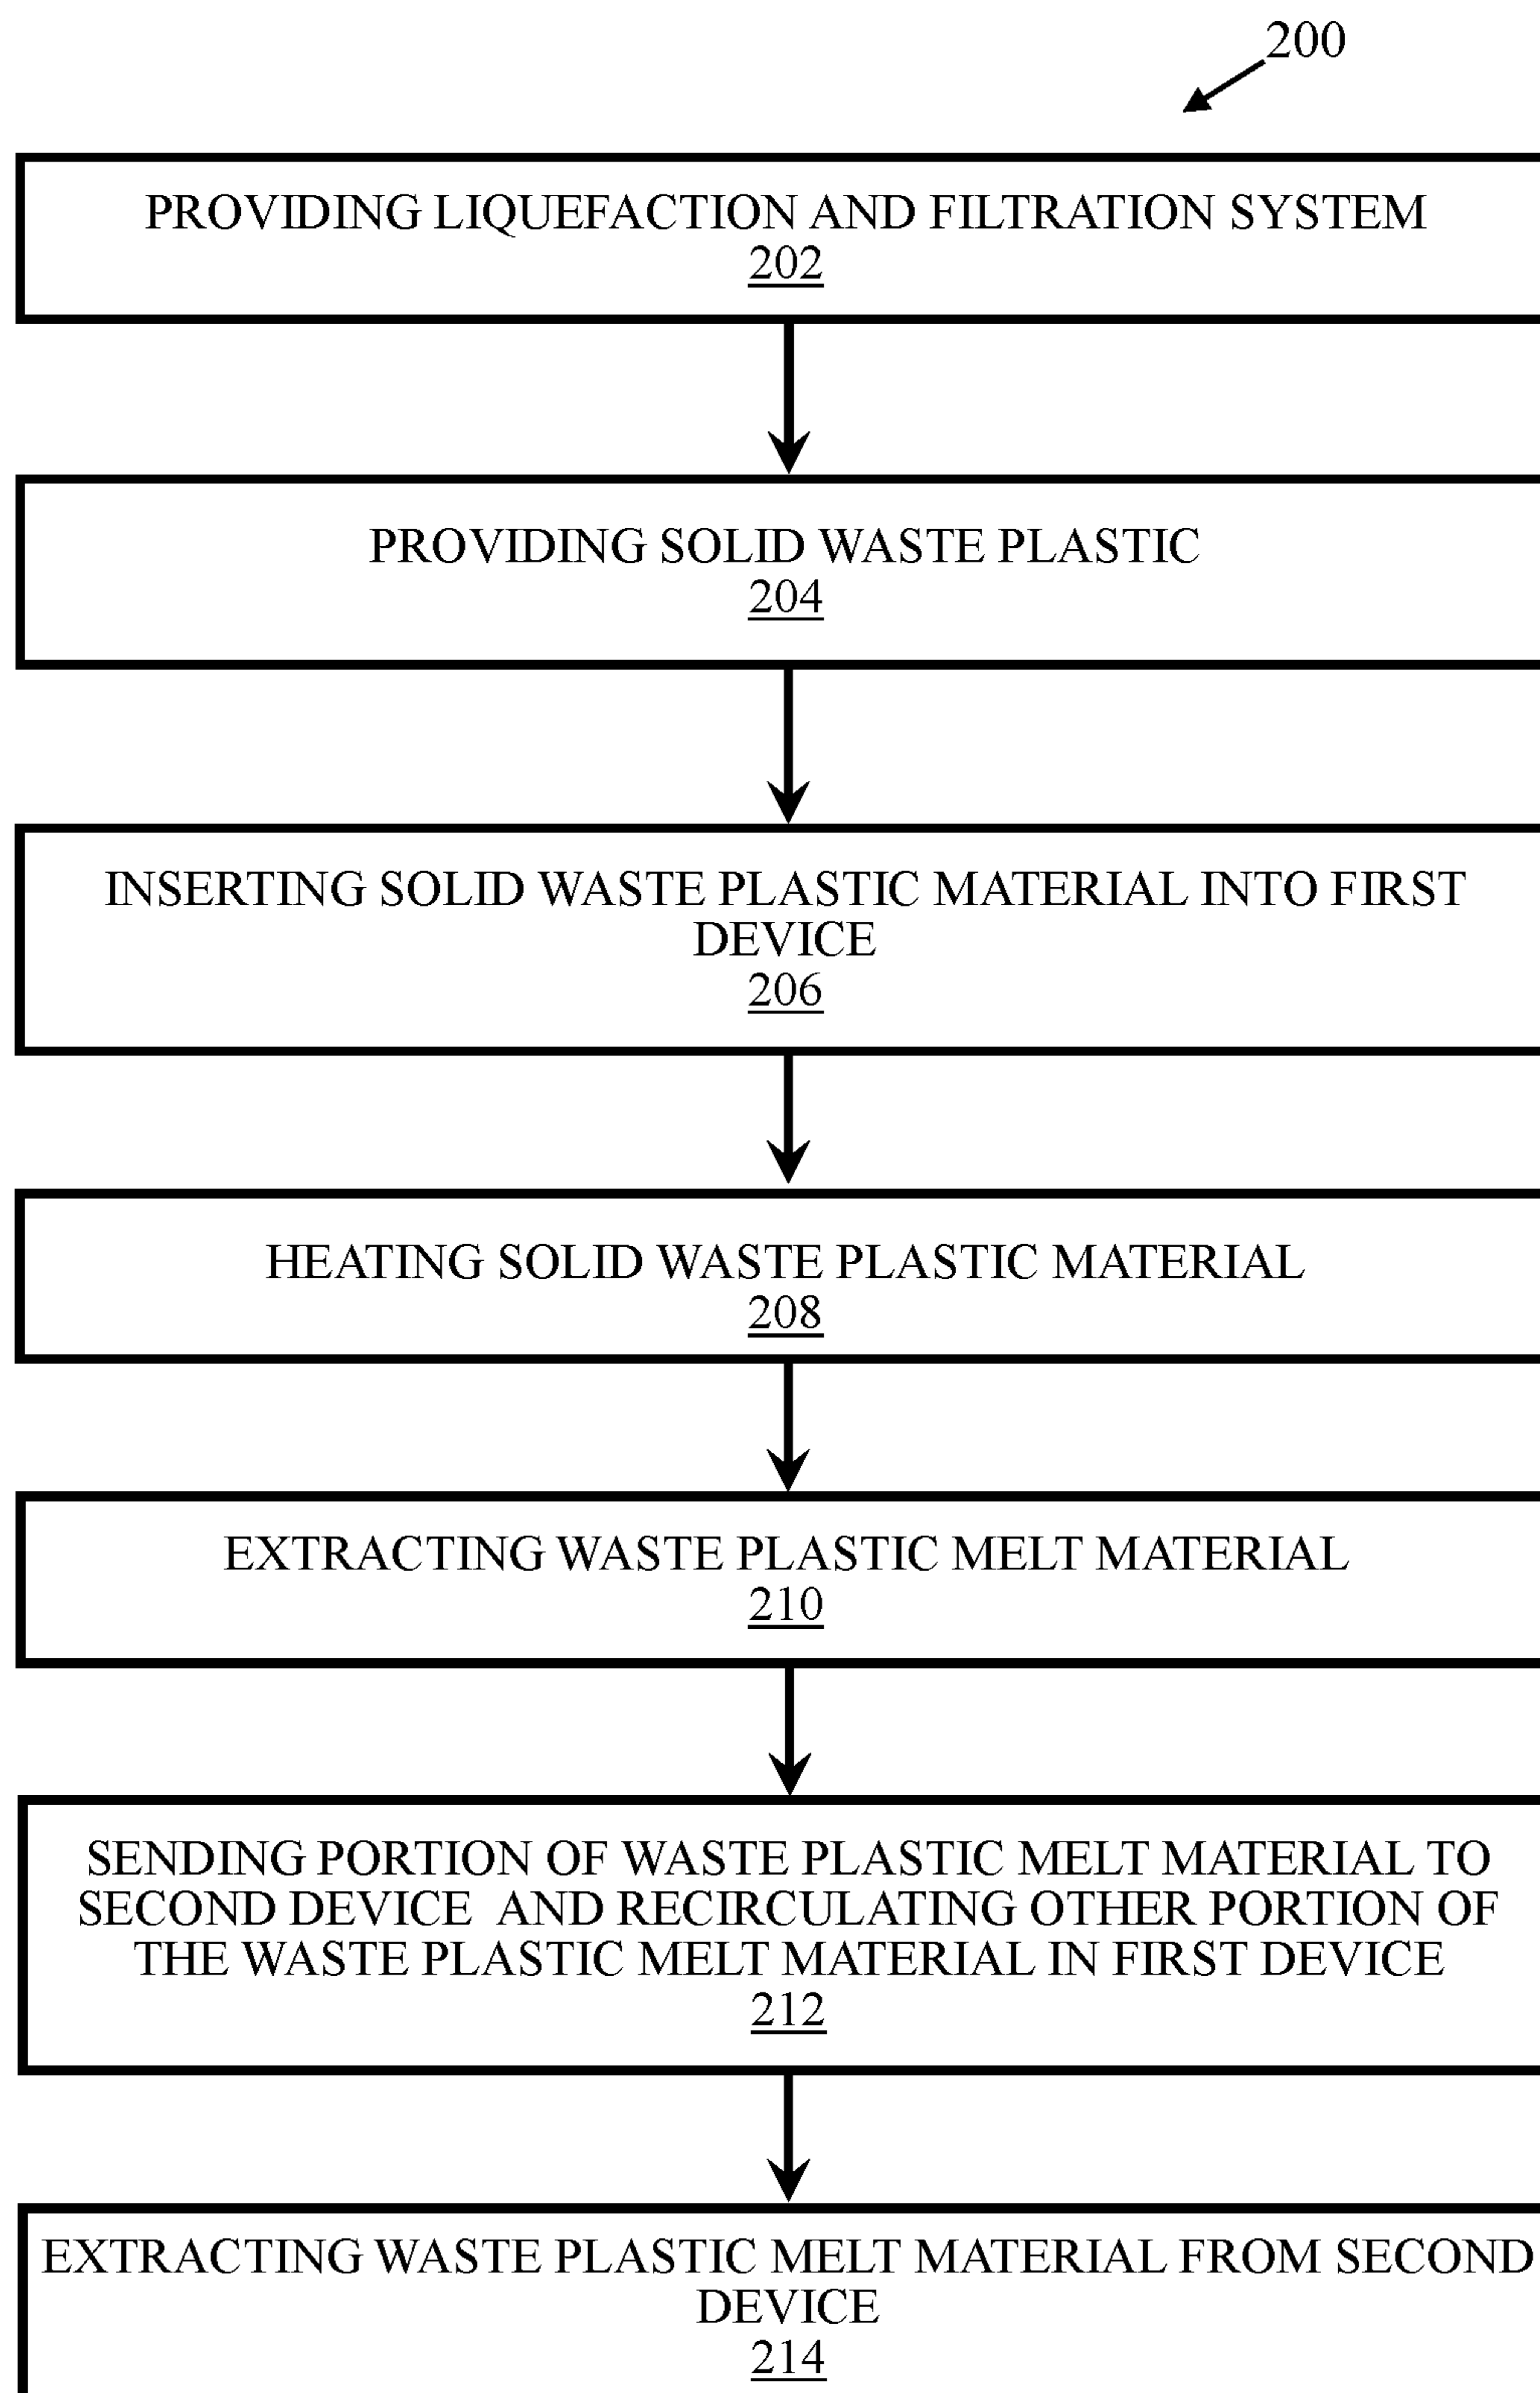 200
PROVIDING LIQUEFACTION AND FILTRATION SYSTEM
202
PROVIDING SOLID WASTE PLASTIC
204
INSERTING SOLID WASTE PLASTIC MATERIAL INTO FIRST
DEVICE
206
HEATING SOLID WASTE PLASTIC MATERIAL
208
EXTRACTING WASTE PLASTIC MELT MATERIAL
210
SENDING PORTION OF WASTE PLASTIC MELT MATERIAL TO
SECOND DEVICE AND RECIRCULATING OTHER PORTION OF
THE WASTE PLASTIC MELT MATERIAL IN FIRST DEVICE
212
EXTRACTING WASTE PLASTIC MELT MATERIAL FROM SECOND
DEVICE
214